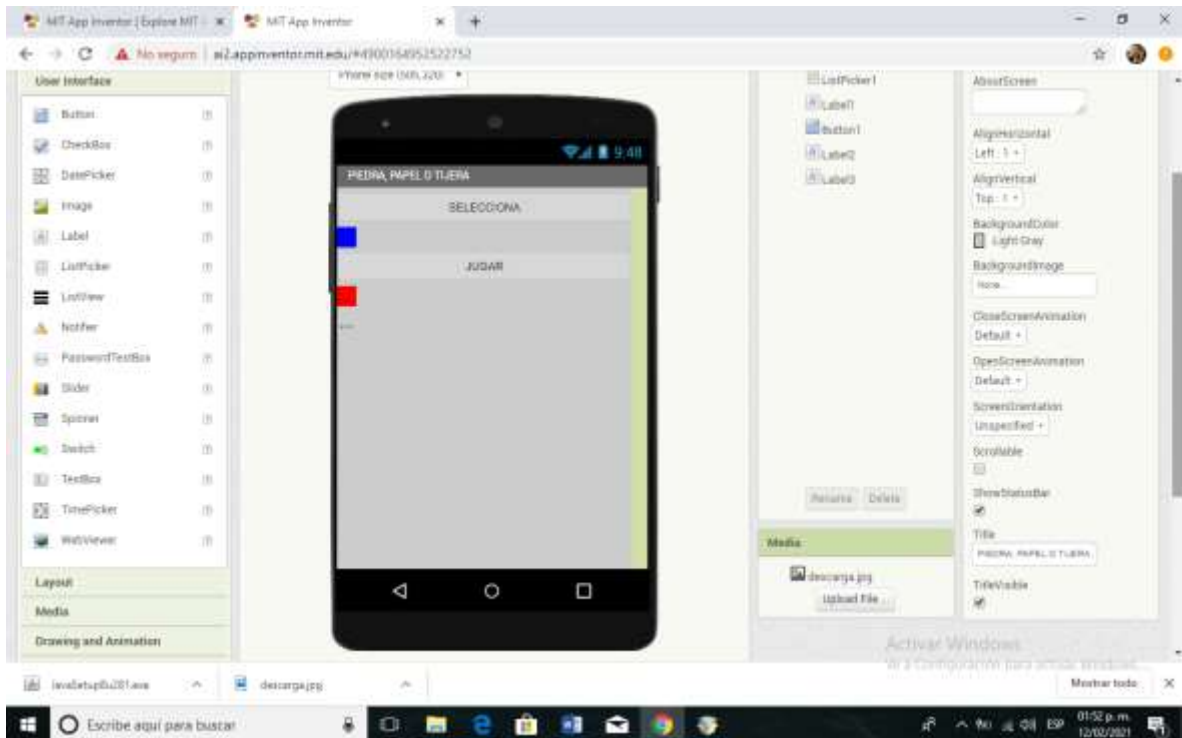 MIT App Inventor | Explore MIT
MIT App Inventor
No seguro
ai2.appinventor.mit.edu/#4900164952522752
User Interface
Button
CheckBox
DatePicker
Image
Label
ListPicker
ListView
Notifier
PasswordTextBox
Slider
Spinner
Switch
TextBox
TimePicker
WebViewer
Layout
Media
Drawing and Animation
Phone size (505,320)
9:48
PIEDRA, PAPEL O TIJERA
SELECCIONA
JUGAR
ListPicker1
Label1
Button1
Label2
Label3
Rename Delete
Media
descarga.jpg
Upload File ...
AboutScreen
AlignHorizontal
Left : 1
AlignVertical
Top : 1
BackgroundColor
Light Gray
BackgroundImage
None...
CloseScreenAnimation
Default
OpenScreenAnimation
Default
ScreenOrientation
Unspecified
Scrollable
ShowStatusBar
Title
PIEDRA, PAPEL O TIJERA
TitleVisible
Activar Windows
Ve a Configuración para activar Windows.
JavaSetup8u281.exe
descarga.jpg
Mostrar todo
Escribe aquí para buscar
ESP
01:52 p. m.
12/02/2021